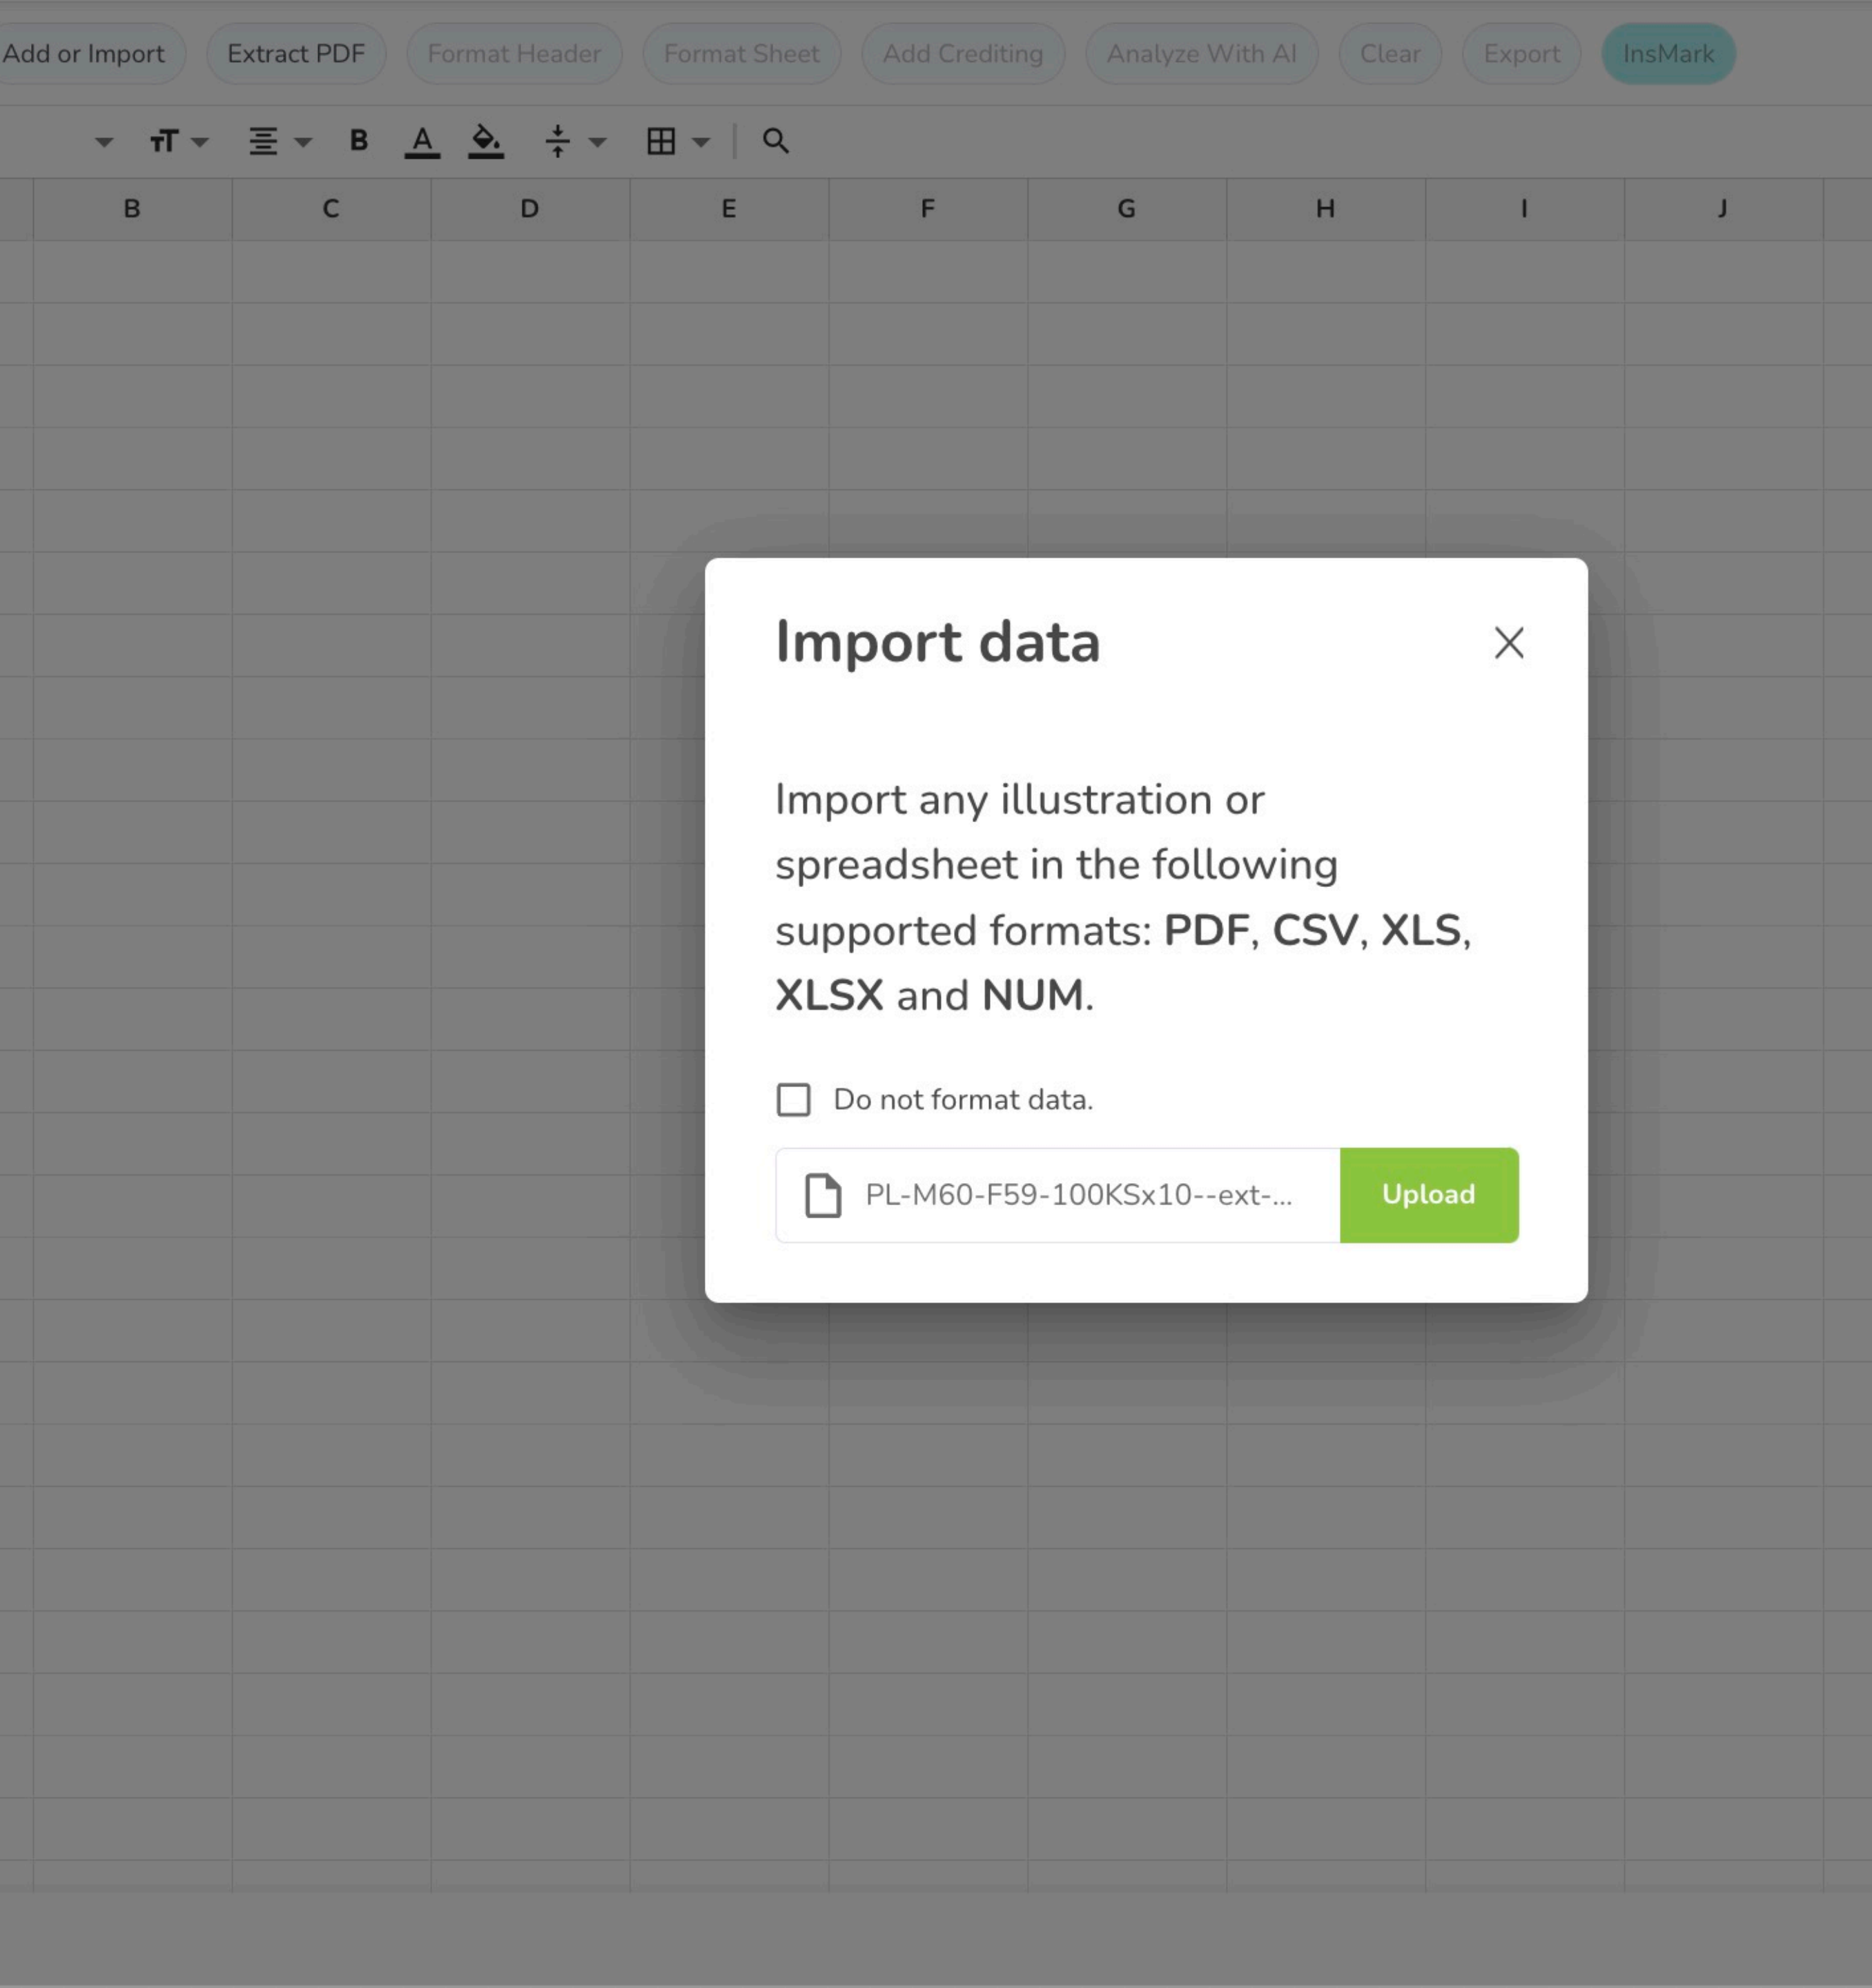 Add or Import Extract PDF Format Header Format Sheet Add Crediting Analyze With AI Clear Export InsMark
B A
B C D E F G H I J
Import data
Import any illustration or
spreadsheet in the following
supported formats: PDF, CSV, XLS,
XLSX and NUM.
Do not format data.
PL-M60-F59-100KSx10--ext-... Upload